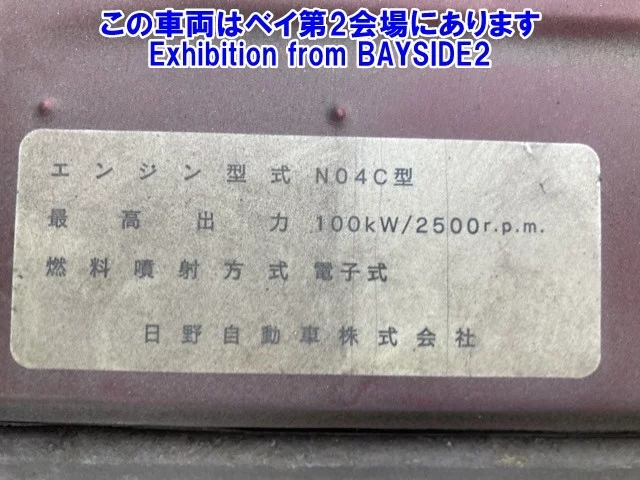 この車両はベイ第2会場にあります
Exhibition from BAYSIDE2
エンジン型式 N04C型
最高出力 100kW/2500r.p.m.
燃料噴射方式 電子式
日野自動車株式会社